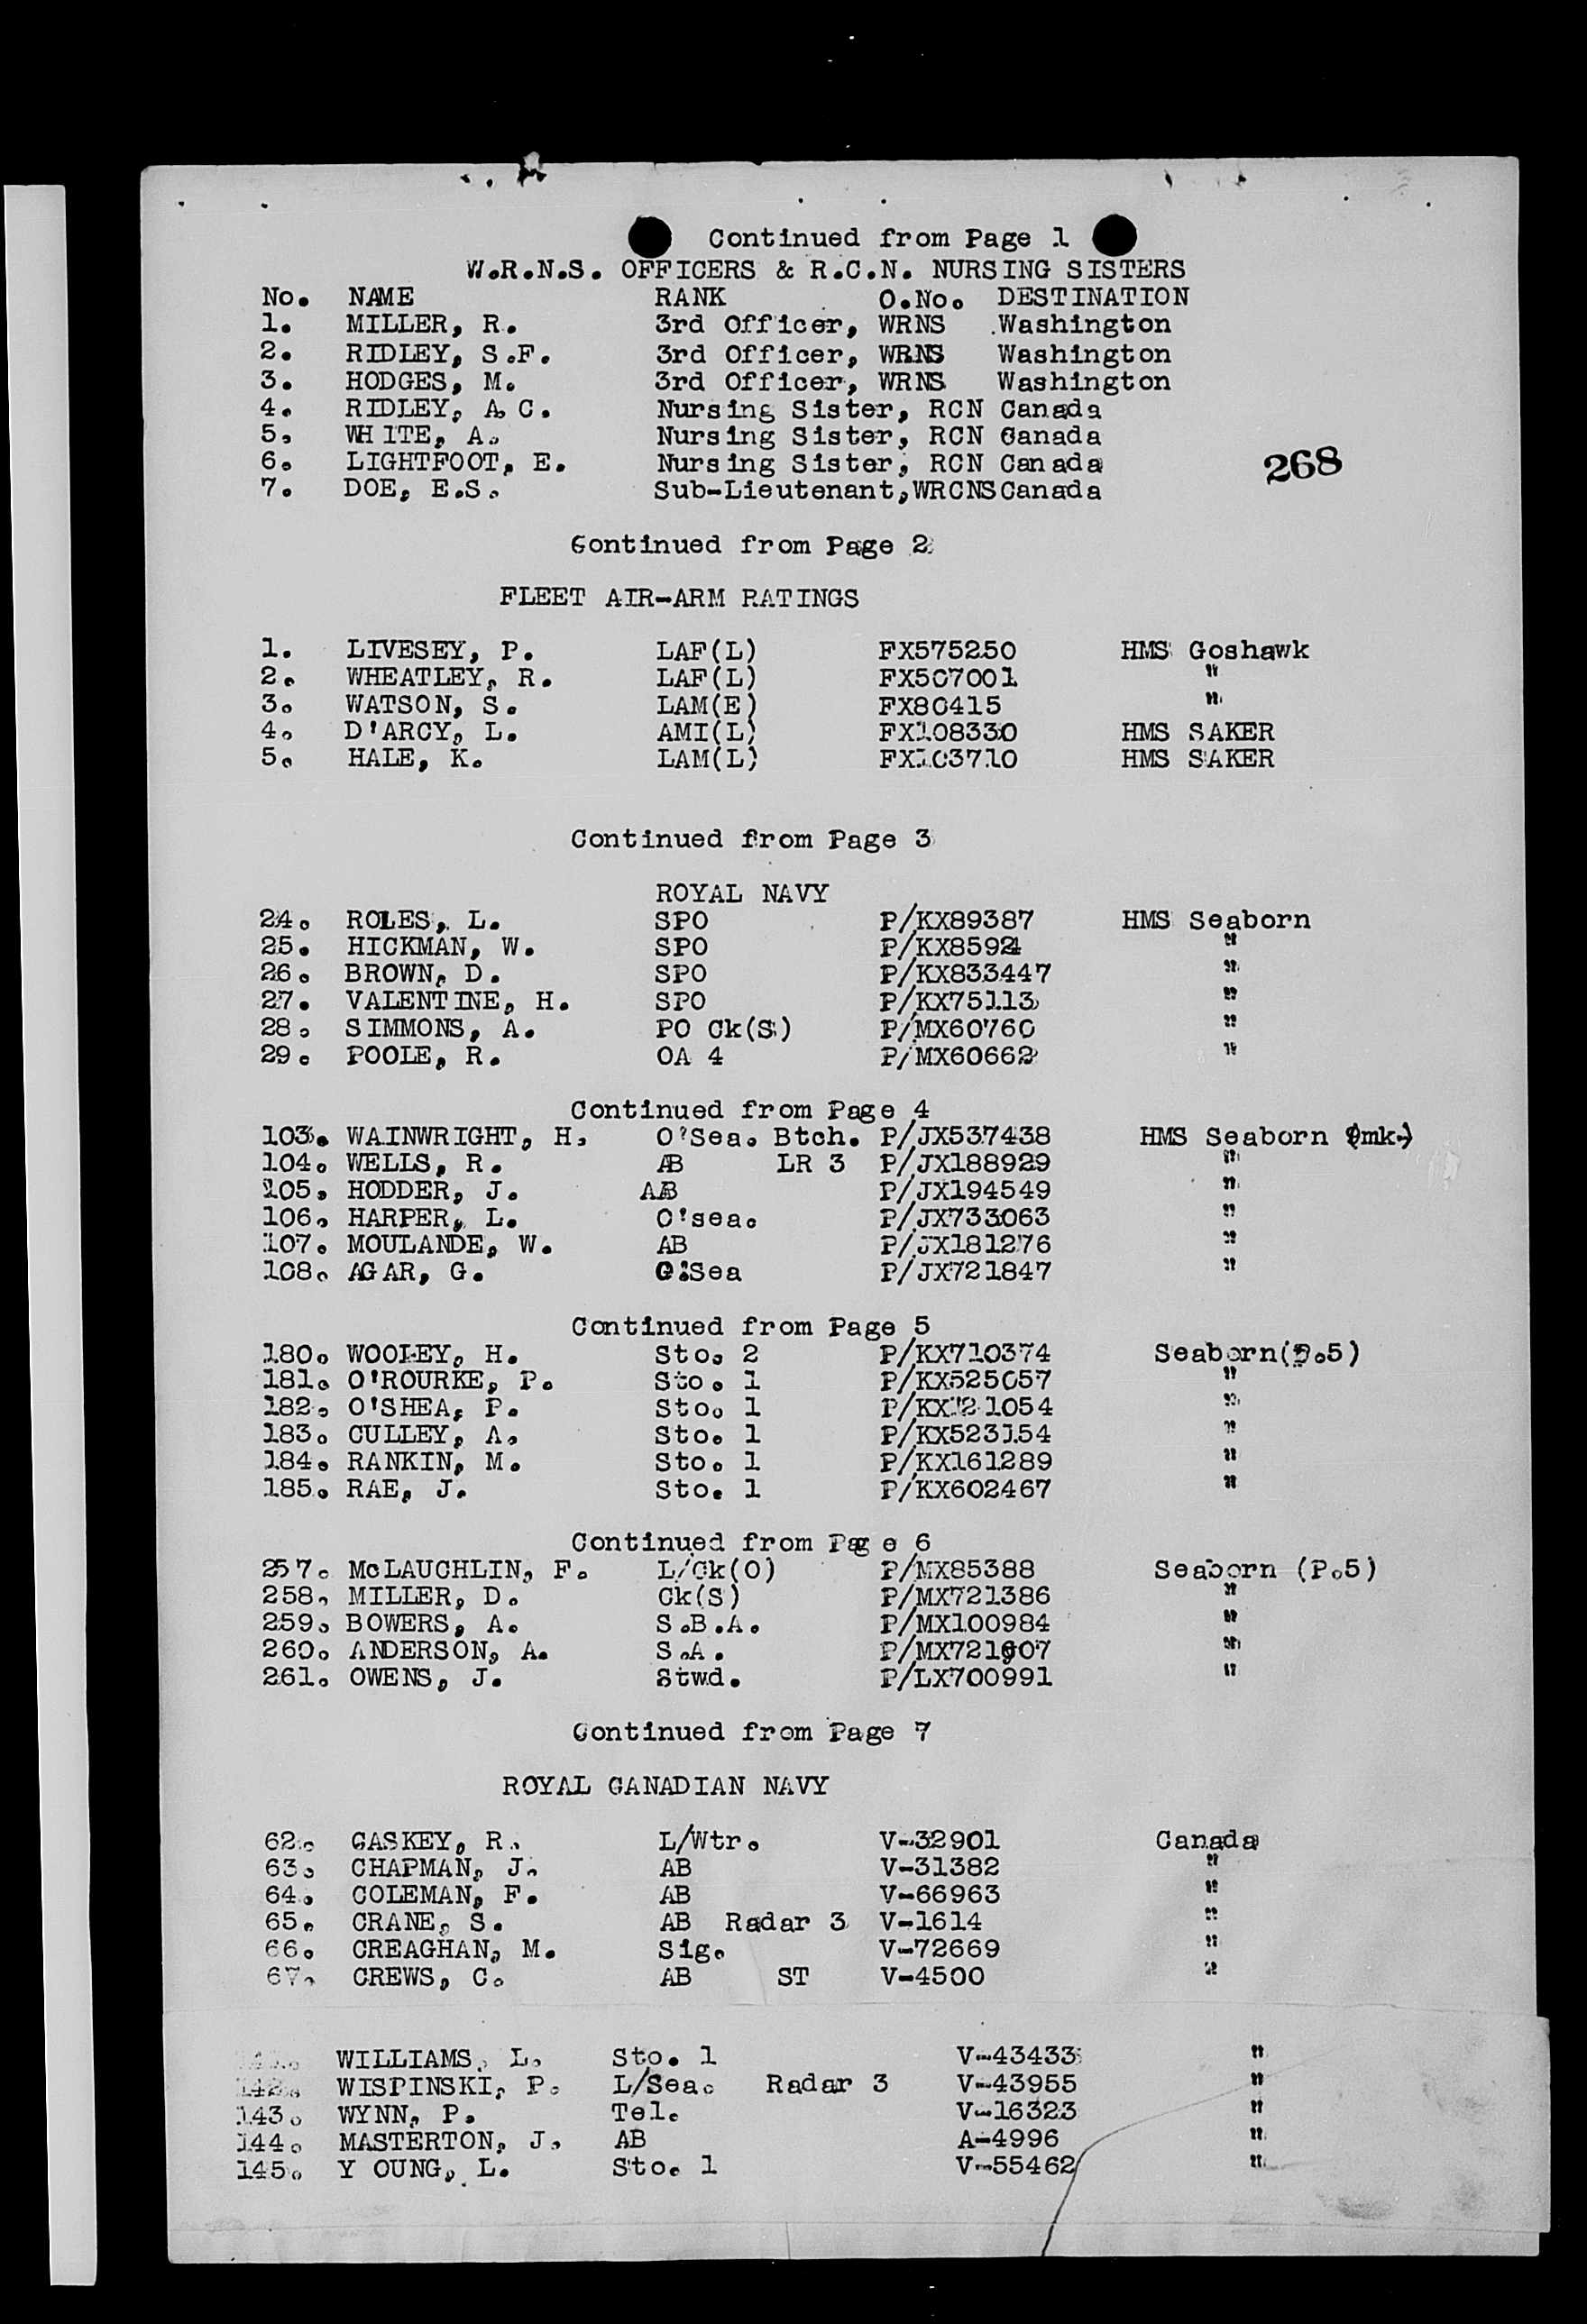 Continued from Page 1
W.R.N.S. OFFICERS & R.C.N. NURSING SISTERS
No. NAME RANK O.No. DESTINATION
1. MILLER, R. 3rd Officer, WRNS Washington
2. RIDLEY, S.F. 3rd Officer, WRNS Washington
3. HODGES, M. 3rd Officer, WRNS Washington
4. RIDLEY, A.C. Nursing Sister, RCN Canada
5. WHITE, A. Nursing Sister, RCN Canada
6. LIGHTFOOT, E. Nursing Sister, RCN Canada
268
7. DOE, E.S. Sub-Lieutenant, WRCNS Canada
Continued from Page 2
FLEET AIR-ARM RATINGS
1. LIVESEY, P. LAF(L) FX575250 HMS Goshawk
2. WHEATLEY, R. LAF(L) FX507001 "
3. WATSON, S. LAM(E) FX80415 "
4. D'ARCY, L. AMI(L) FX108330 HMS SAKER
5. HALE, K. LAM(L) FX103710 HMS SAKER
Continued from Page 3
ROYAL NAVY
24. ROLES, L. SPO P/KX89387 HMS Seaborn
25. HICKMAN, W. SPO P/KX8592 "
26. BROWN, D. SPO P/KX833447 "
27. VALENTINE, H. SPO P/KX75113 "
28. SIMMONS, A. PO Ck(S) P/MX60760 "
29. POOLE, R. OA 4 P/MX60662 "
Continued from Page 4
103. WAINWRIGHT, H. O'Sea. Btch. P/JX537438 HMS Seaborn
104. WELLS, R. AB LR 3 P/JX188929 "
105. HODDER, J. AB P/JX194549 "
106. HARPER, L. O'sea. P/JX733063 "
107. MOULANDE, W. AB P/JX181276 "
108. AGAR, G. O'Sea P/JX721847 "
Continued from Page 5
180. WOOLEY, H. Sto. 2 P/KX710374 Seaborn(P.5)
181. O'ROURKE, P. Sto. 1 P/KX525057 "
182. O'SHEA, P. Sto. 1 P/KX721054 "
183. CULLEY, A. Sto. 1 P/KX523154 "
184. RANKIN, M. Sto. 1 P/KX161289 "
185. RAE, J. Sto. 1 P/KX602467 "
Continued from Page 6
257. McLAUCHLIN, F. L/Ck(O) P/MX85388 Seaborn (P.5)
258. MILLER, D. Ck(S) P/MX721386 "
259. BOWERS, A. S.B.A. P/MX100984 "
260. ANDERSON, A. S.A. P/MX721907 "
261. OWENS, J. Stwd. P/LX700991 "
Continued from Page 7
ROYAL CANADIAN NAVY
62. CASKEY, R. L/Wtr. V-32901 Canada
63. CHAPMAN, J. AB V-31382 "
64. COLEMAN, F. AB V-66963 "
65. CRANE, S. AB Radar 3 V-1614 "
66. CREAGHAN, M. Sig. V-72669 "
67. CREWS, C. AB ST V-4500 "
WILLIAMS, L. Sto. 1 V-43433 "
142. WISPINSKI, P. L/Sea. Radar 3 V-43955 "
143. WYNN, P. Tel. V-16323 "
144. MASTERTON, J. AB A-4996 "
145. Y OUNG, L. Sto. 1 V-55462 "